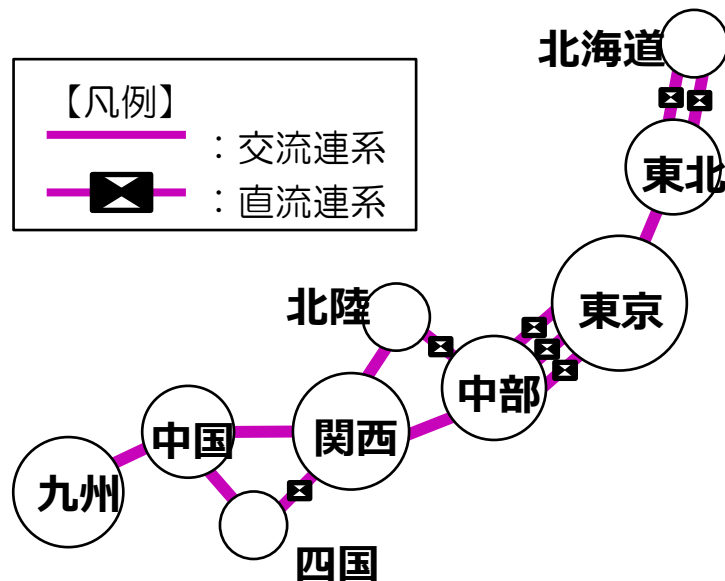 北海道
【凡例】
：交流連系
：直流連系
東北
北陸
東京
中部
中国
関西
九州
四国